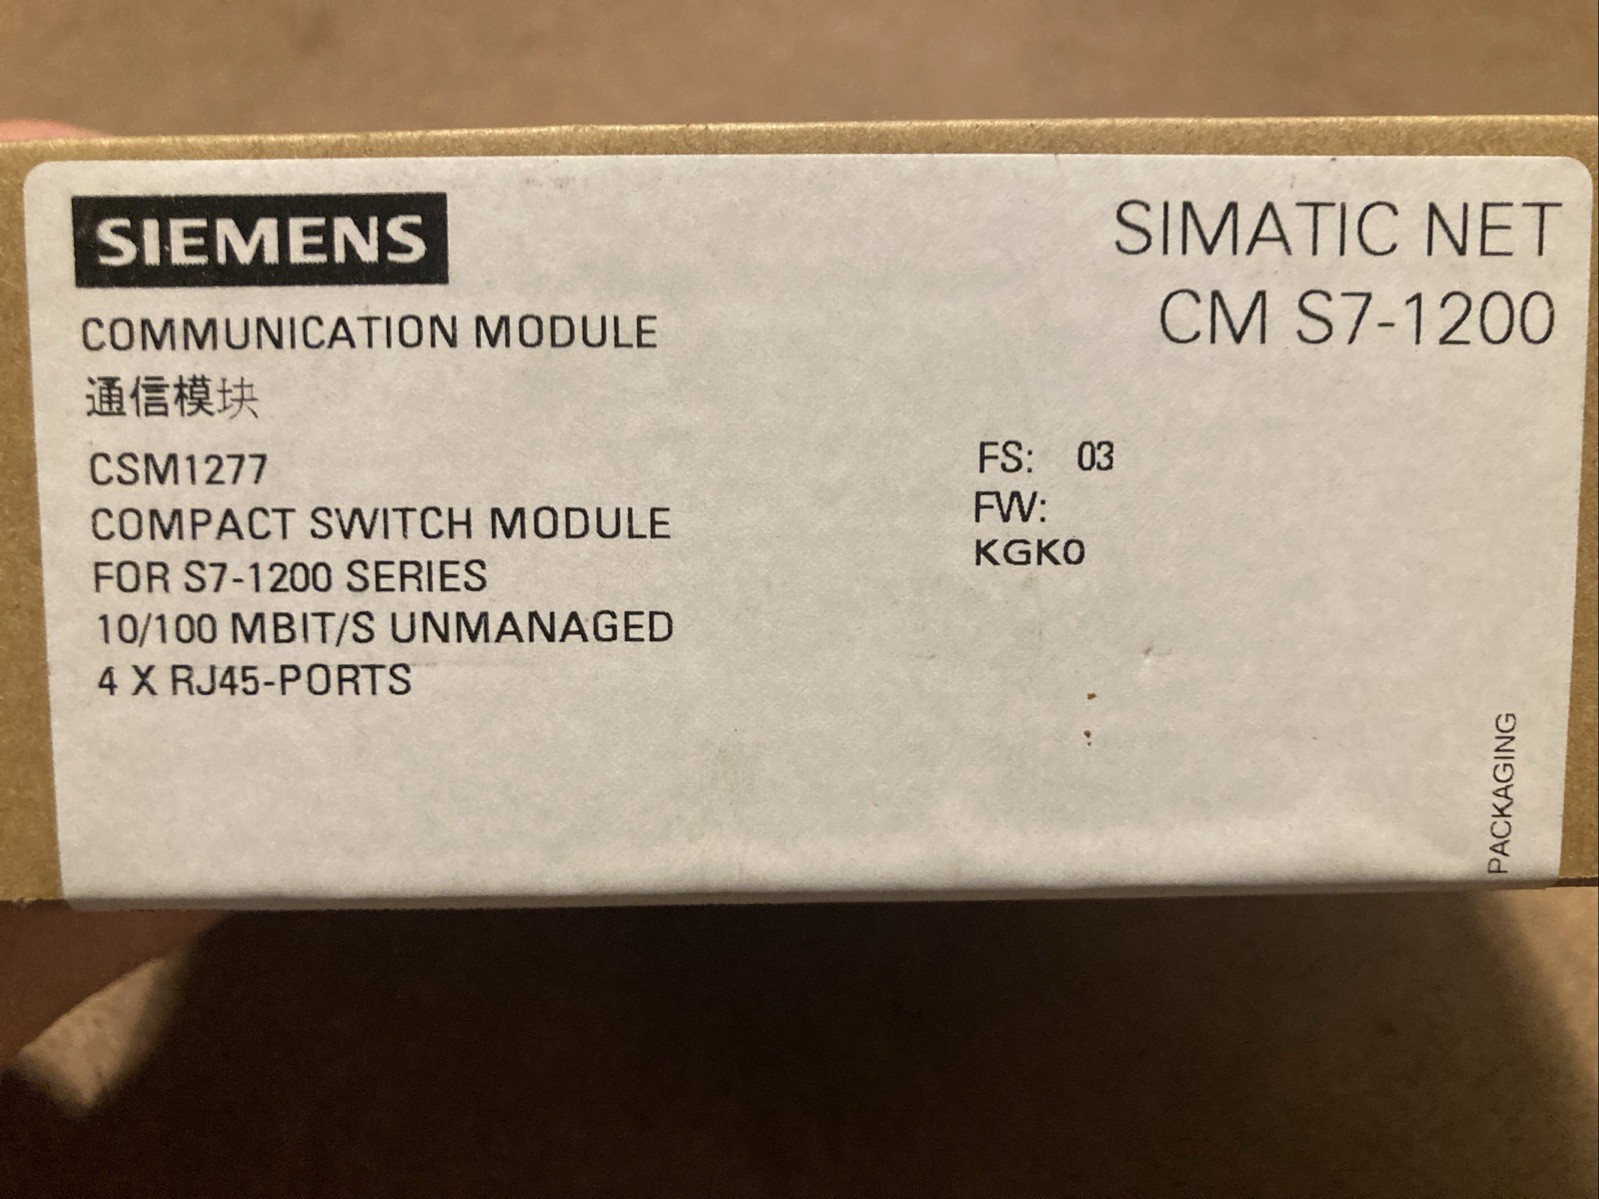 SIEMENS
SIMATIC NET
CM S7-1200
COMMUNICATION MODULE
通信模块
CSM1277
COMPACT SWITCH MODULE
FOR S7-1200 SERIES
10/100 MBIT/S UNMANAGED
4 X RJ45-PORTS
FS: 03
FW:
KGK0
PACKAGING